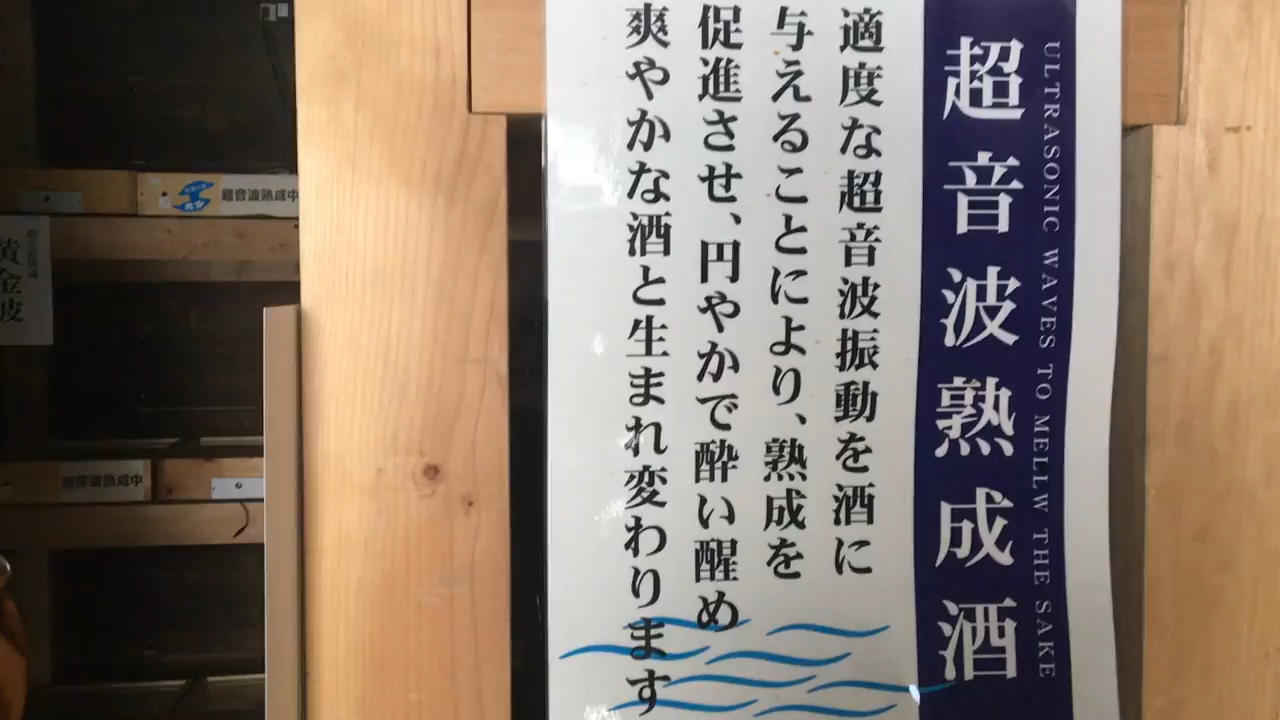 ULTRASONIC WAVES TO MELLW THE SAKE
超音波熟成酒
適度な超音波振動を酒に
与えることにより、熟成を
促進させ、円やかで酔い醒め
爽やかな酒と生まれ変わります
超音波熟成中
黄金波
超音波熟成中